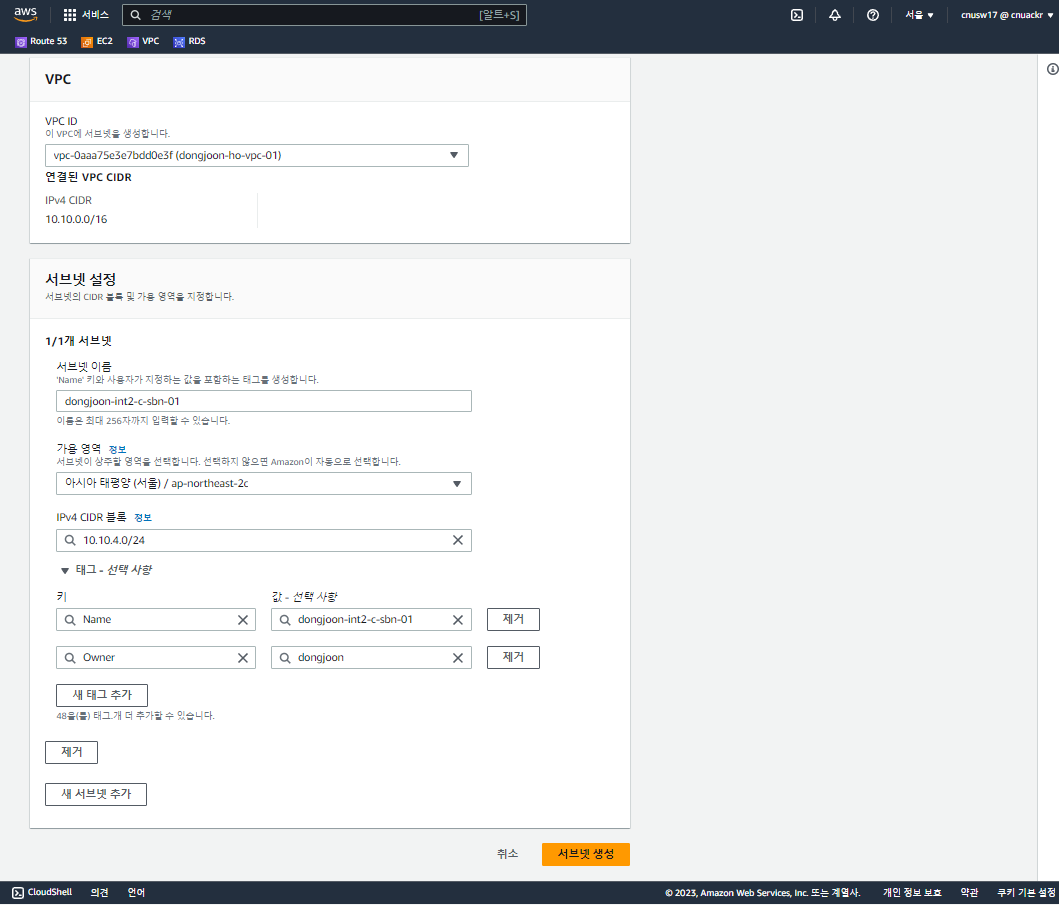 aws 서비스 검색 [알트+S] 서울 ▼ cnusw17 @ cnuackr ▼
Route 53 EC2 VPC RDS
VPC
VPC ID
이 VPC에 서브넷을 생성합니다.
vpc-0aaa75e3e7bdd0e3f (dongjoon-ho-vpc-01)
연결된 VPC CIDR
IPv4 CIDR
10.10.0.0/16
서브넷 설정
서브넷의 CIDR 블록 및 가용 영역을 지정합니다.
1/1개 서브넷
서브넷 이름
'Name' 키와 사용자가 지정하는 값을 포함하는 태그를 생성합니다.
dongjoon-int2-c-sbn-01
이름은 최대 256자까지 입력할 수 있습니다.
가용 영역 정보
서브넷이 상주할 영역을 선택합니다. 선택하지 않으면 Amazon이 자동으로 선택합니다.
아시아 태평양 (서울) / ap-northeast-2c
IPv4 CIDR 블록 정보
10.10.4.0/24
▼ 태그 - 선택 사항
키 값 - 선택 사항
Name dongjoon-int2-c-sbn-01 제거
Owner dongjoon 제거
새 태그 추가
48을(를) 태그.개 더 추가할 수 있습니다.
제거
새 서브넷 추가
취소 서브넷 생성
CloudShell 의견 언어 © 2023, Amazon Web Services, Inc. 또는 계열사. 개인 정보 보호 약관 쿠키 기본 설정